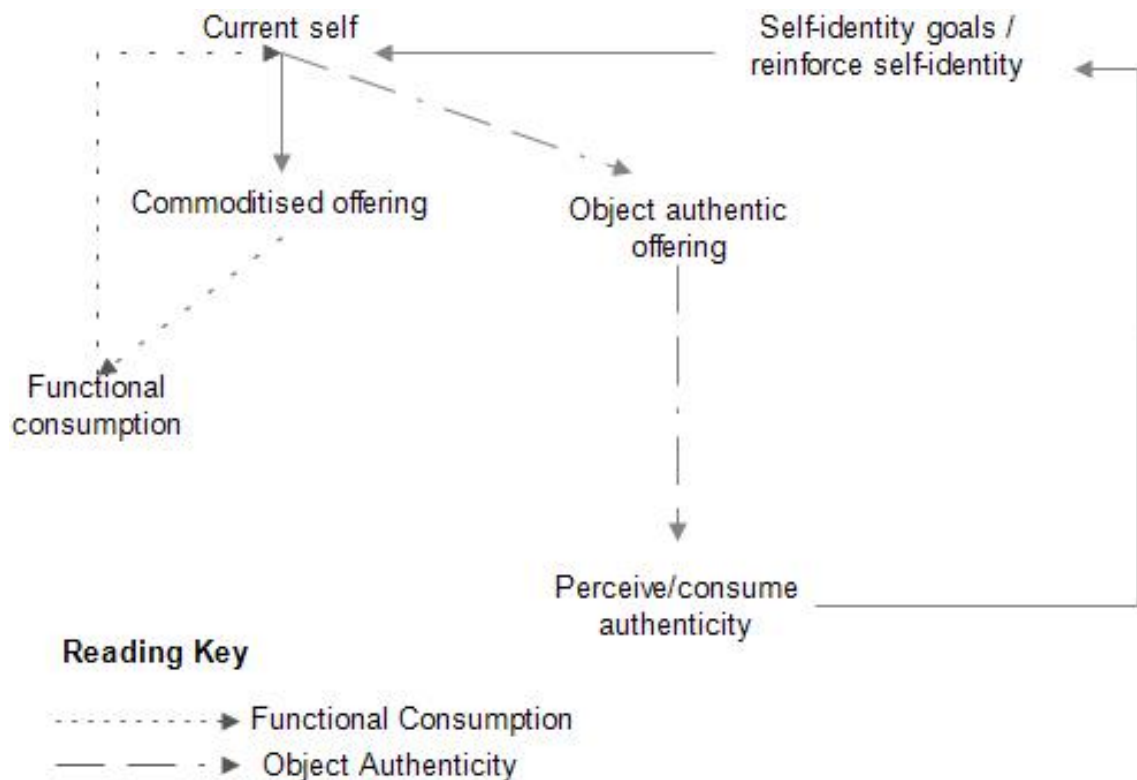 Current self
Self-identity goals /
reinforce self-identity
Commoditised offering
Object authentic
offering
Functional
consumption
Perceive/consume
authenticity
Reading Key
Functional Consumption
Object Authenticity